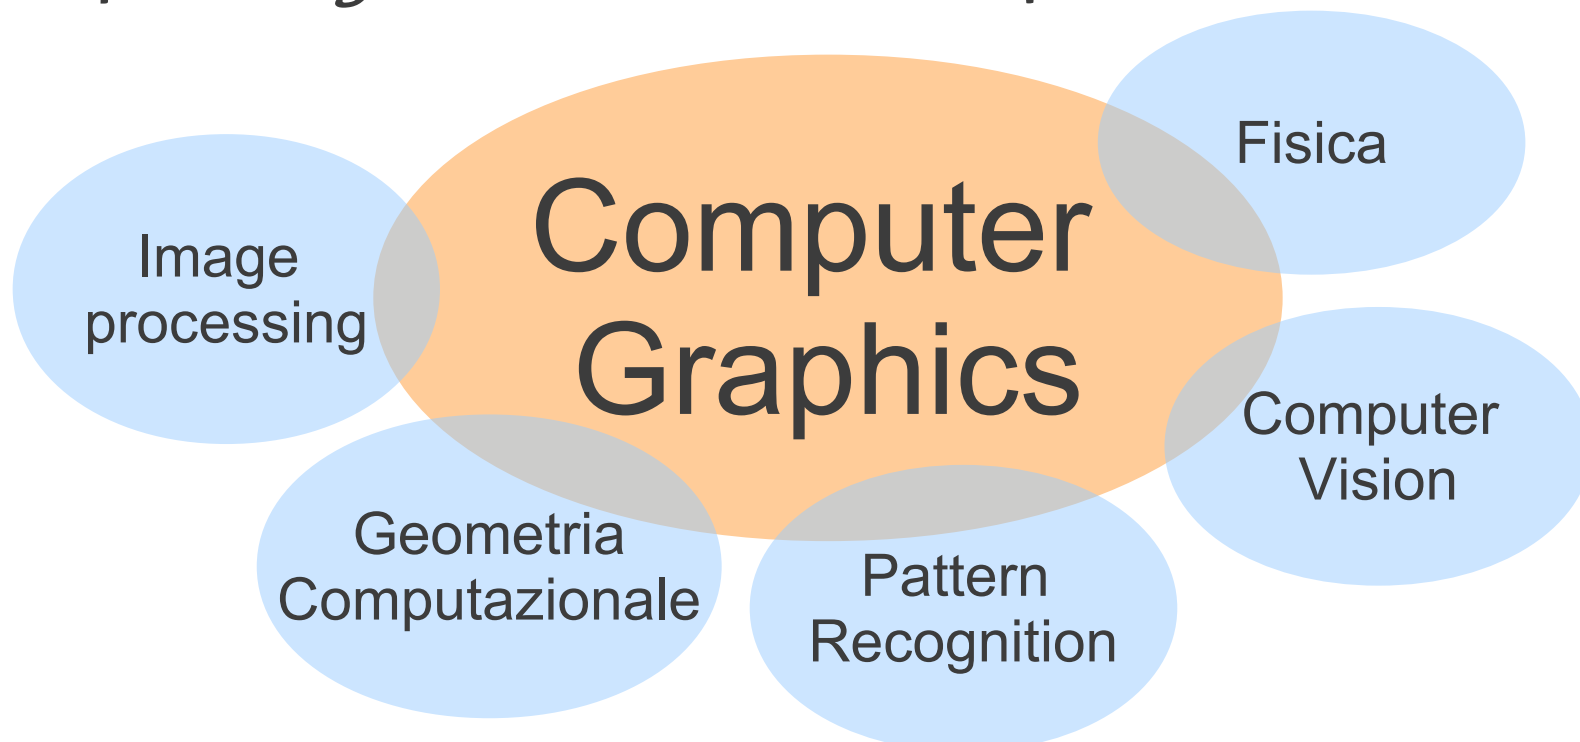 Fisica
Computer
Graphics
Image
processing
Computer
Vision
Geometria
Computazionale
Pattern
Recognition